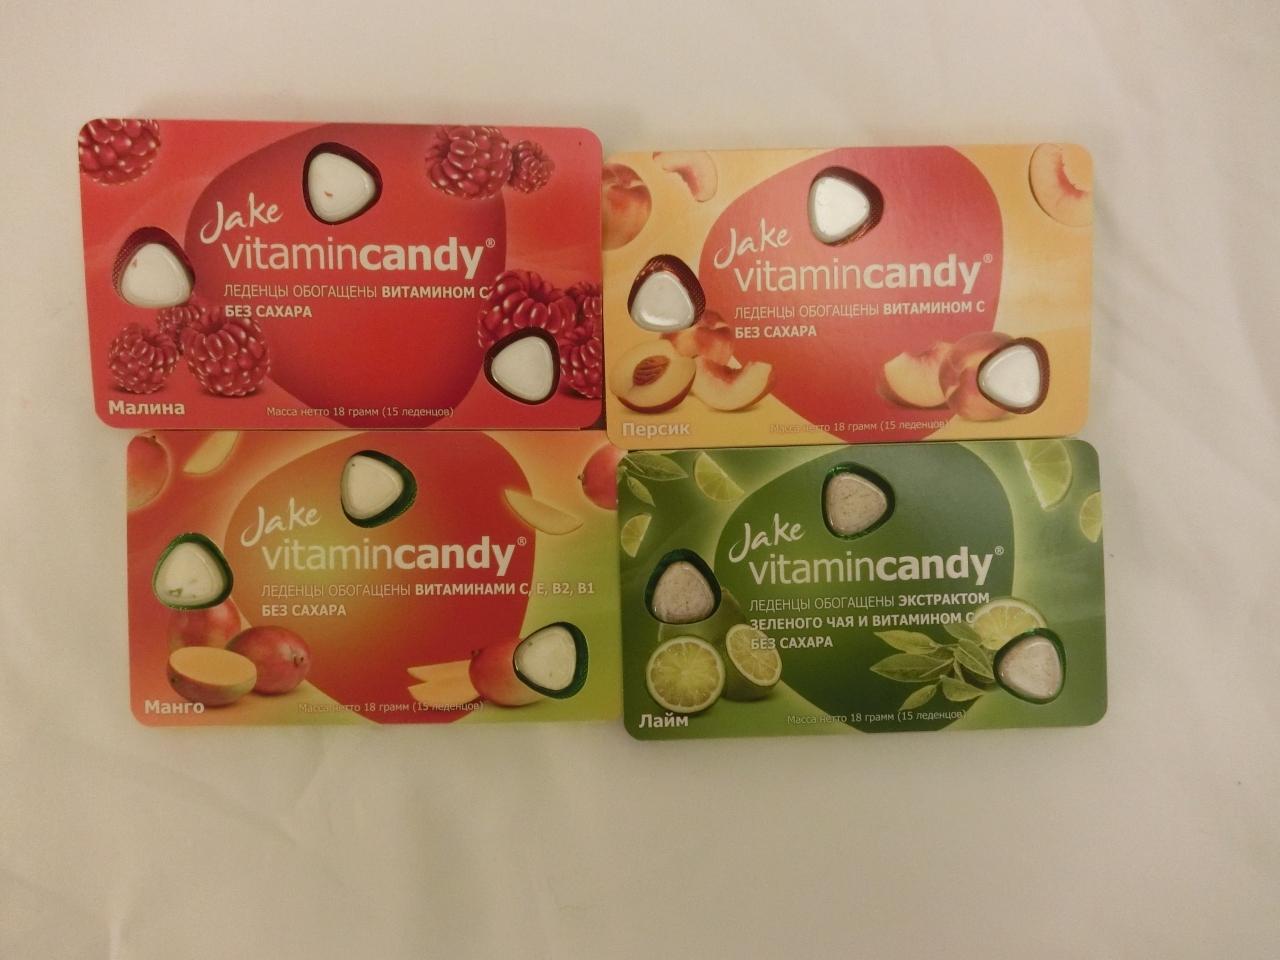 Jake
vitamincandy®
ЛЕДЕНЦЫ ОБОГАЩЕНЫ ВИТАМИНОМ С
БЕЗ САХАРА
Малина
Масса нетто 18 грамм (15 леденцов)
Jake
vitamincandy®
ЛЕДЕНЦЫ ОБОГАЩЕНЫ ВИТАМИНОМ С
БЕЗ САХАРА
Персик
Масса нетто 18 грамм (15 леденцов)
Jake
vitamincandy®
ЛЕДЕНЦЫ ОБОГАЩЕНЫ ВИТАМИНАМИ С, Е, В2, В1
БЕЗ САХАРА
Манго
Масса нетто 18 грамм (15 леденцов)
Jake
vitamincandy®
ЛЕДЕНЦЫ ОБОГАЩЕНЫ ЭКСТРАКТОМ
ЗЕЛЕНОГО ЧАЯ И ВИТАМИНОМ С
БЕЗ САХАРА
Лайм
Масса нетто 18 грамм (15 леденцов)